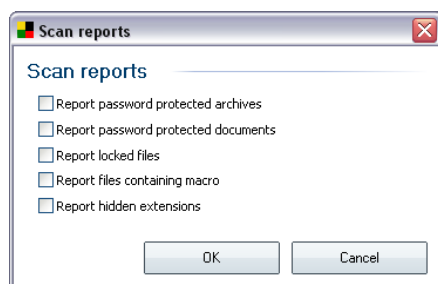 Scan reports
Scan reports
Report password protected archives
Report password protected documents
Report locked files
Report files containing macro
Report hidden extensions
OK
Cancel